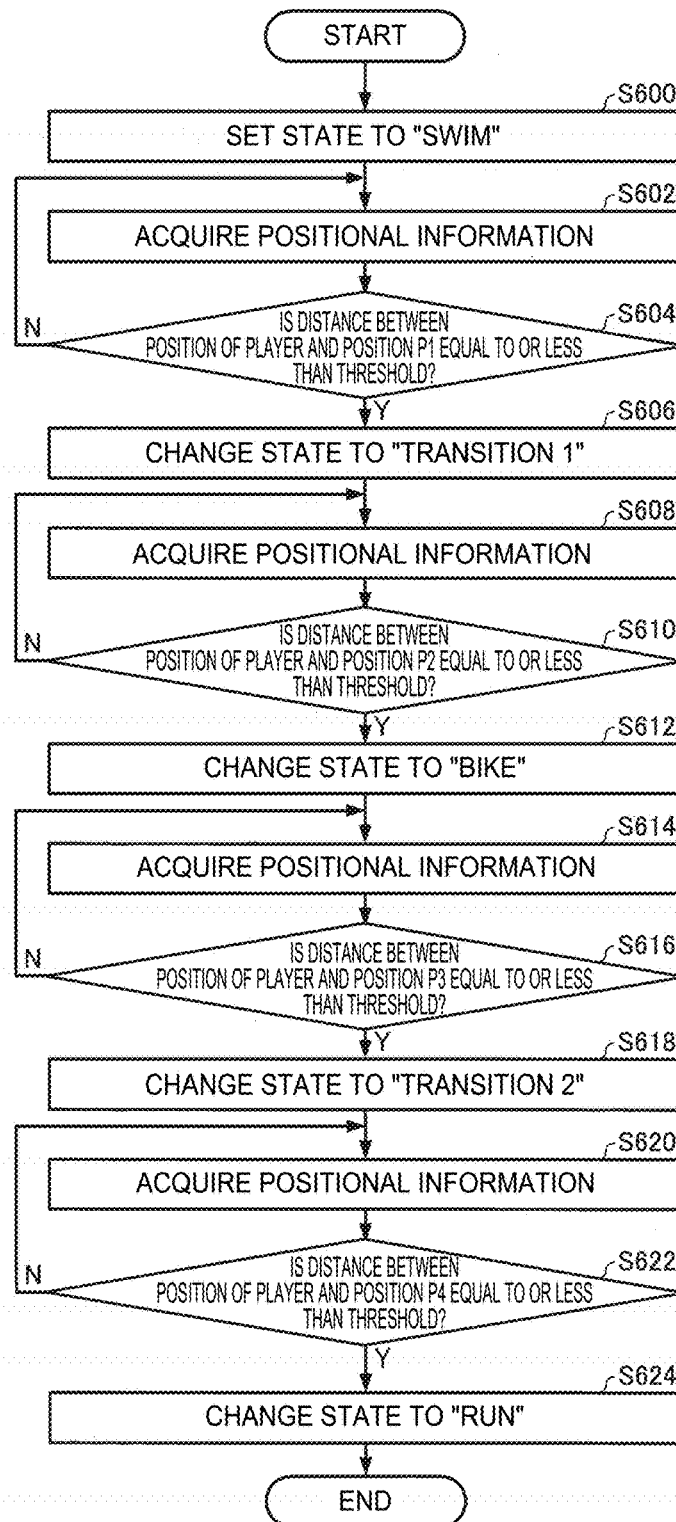 START
S600
SET STATE TO "SWIM"
S602
ACQUIRE POSITIONAL INFORMATION
S604
IS DISTANCE BETWEEN
POSITION OF PLAYER AND POSITION P1 EQUAL TO OR LESS
THAN THRESHOLD?
N
Y
S606
CHANGE STATE TO "TRANSITION 1"
S608
ACQUIRE POSITIONAL INFORMATION
S610
IS DISTANCE BETWEEN
POSITION OF PLAYER AND POSITION P2 EQUAL TO OR LESS
THAN THRESHOLD?
N
Y
S612
CHANGE STATE TO "BIKE"
S614
ACQUIRE POSITIONAL INFORMATION
S616
IS DISTANCE BETWEEN
POSITION OF PLAYER AND POSITION P3 EQUAL TO OR LESS
THAN THRESHOLD?
N
Y
S618
CHANGE STATE TO "TRANSITION 2"
S620
ACQUIRE POSITIONAL INFORMATION
S622
IS DISTANCE BETWEEN
POSITION OF PLAYER AND POSITION P4 EQUAL TO OR LESS
THAN THRESHOLD?
N
Y
S624
CHANGE STATE TO "RUN"
END